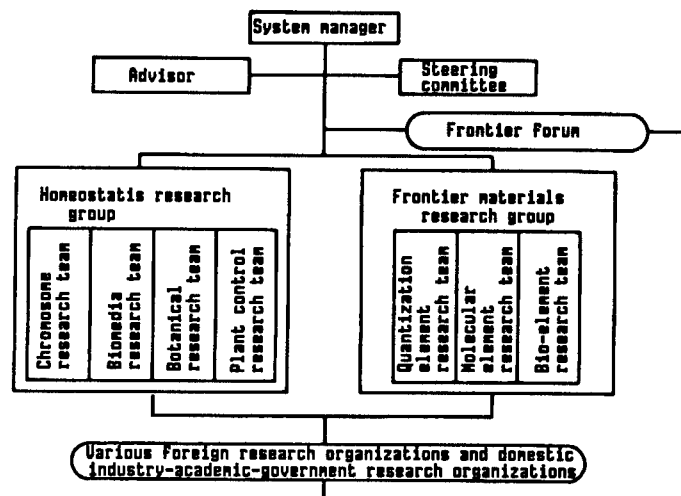 System manager
Advisor
Steering
committee
Frontier forum
Homeostatis research
group
Chromosome
research team
Biomedia
research team
Botanical
research team
Plant control
research team
Frontier materials
research group
Quantization
element
research team
Molecular
element
research team
Bio-element
research team
Various foreign research organizations and domestic
industry-academic-government research organizations